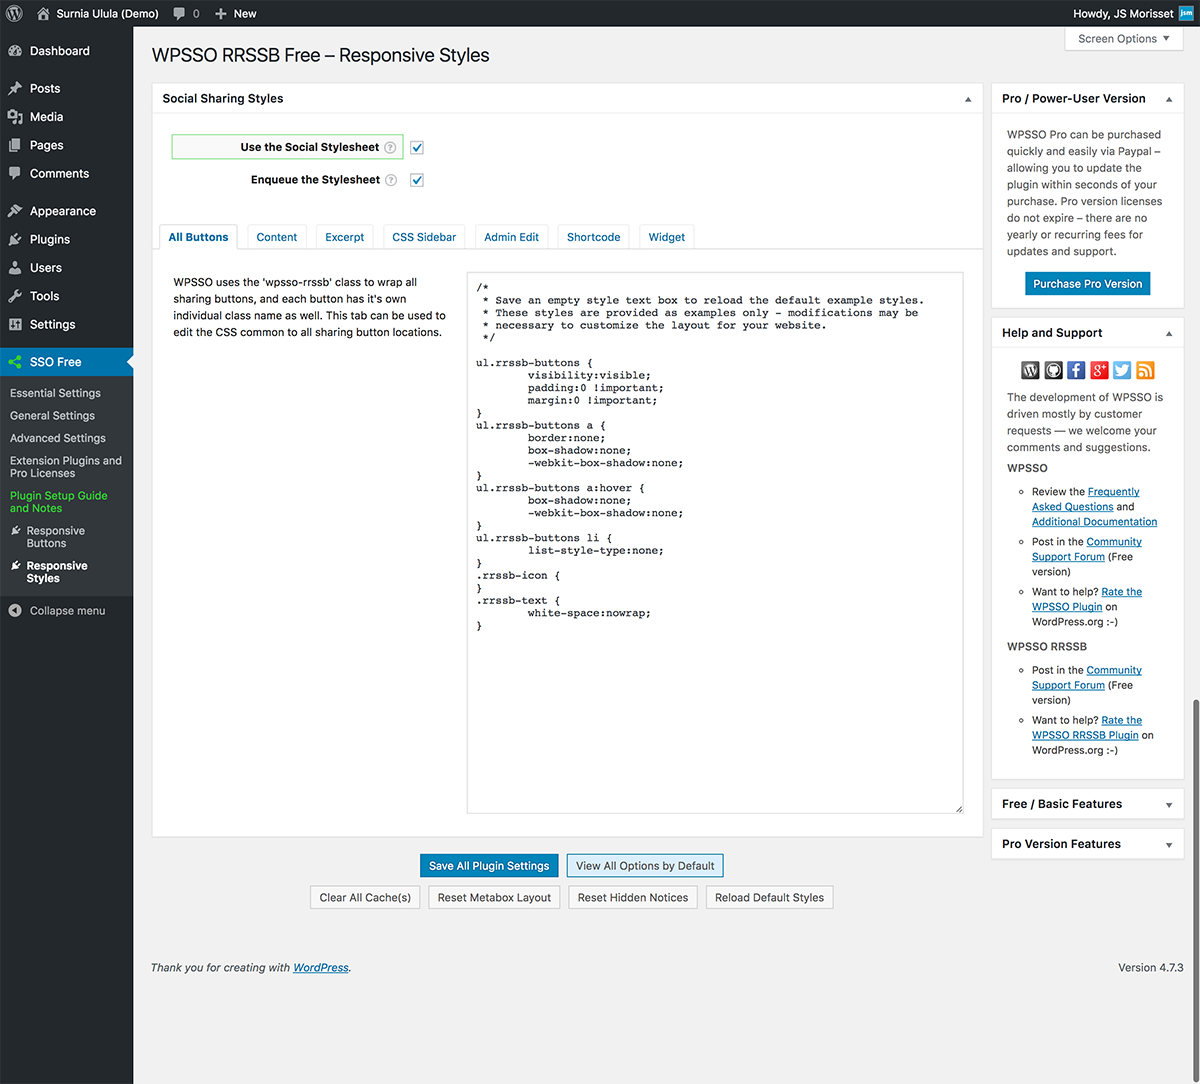 Surnia Ulula (Demo) 0 New
Howdy, JS Morisset jsm
Screen Options
Dashboard
Posts
Media
Pages
Comments
Appearance
Plugins
Users
Tools
Settings
SSO Free
Essential Settings
General Settings
Advanced Settings
Extension Plugins and
Pro Licenses
Plugin Setup Guide
and Notes
Responsive
Buttons
Responsive
Styles
Collapse menu
WPSSO RRSSB Free – Responsive Styles
Social Sharing Styles
Use the Social Stylesheet ?
Enqueue the Stylesheet ?
All Buttons Content Excerpt CSS Sidebar Admin Edit Shortcode Widget
WPSSO uses the 'wpsso-rrssb' class to wrap all
sharing buttons, and each button has it's own
individual class name as well. This tab can be used to
edit the CSS common to all sharing button locations.
/*
* Save an empty style text box to reload the default example styles.
* These styles are provided as examples only - modifications may be
* necessary to customize the layout for your website.
*/
ul.rrssb-buttons {
visibility:visible;
padding:0 !important;
margin:0 !important;
}
ul.rrssb-buttons a {
border:none;
box-shadow:none;
-webkit-box-shadow:none;
}
ul.rrssb-buttons a:hover {
box-shadow:none;
-webkit-box-shadow:none;
}
ul.rrssb-buttons li {
list-style-type:none;
}
.rrssb-icon {
}
.rrssb-text {
white-space:nowrap;
}
Save All Plugin Settings View All Options by Default
Clear All Cache(s) Reset Metabox Layout Reset Hidden Notices Reload Default Styles
Pro / Power-User Version
WPSSO Pro can be purchased
quickly and easily via Paypal –
allowing you to update the
plugin within seconds of your
purchase. Pro version licenses
do not expire – there are no
yearly or recurring fees for
updates and support.
Purchase Pro Version
Help and Support
The development of WPSSO is
driven mostly by customer
requests — we welcome your
comments and suggestions.
WPSSO
Review the Frequently
Asked Questions and
Additional Documentation
Post in the Community
Support Forum (Free
version)
Want to help? Rate the
WPSSO Plugin on
WordPress.org :-)
WPSSO RRSSB
Post in the Community
Support Forum (Free
version)
Want to help? Rate the
WPSSO RRSSB Plugin on
WordPress.org :-)
Free / Basic Features
Pro Version Features
Thank you for creating with WordPress.
Version 4.7.3